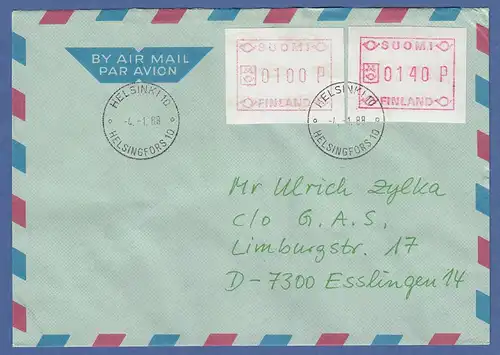 BY AIR MAIL
PAR AVION
SUOMI
0100 P
FINLAND
SUOMI
0140 P
FINLAND
HELSINKI 10
-4.-1.88
HELSINGFORS 10
HELSINKI 10
-4.-1.88
HELSINGFORS 10
Mr Ulrich Zylka
c/o G.A.S.
Limburgstr. 17
D-7300 Esslingen 14